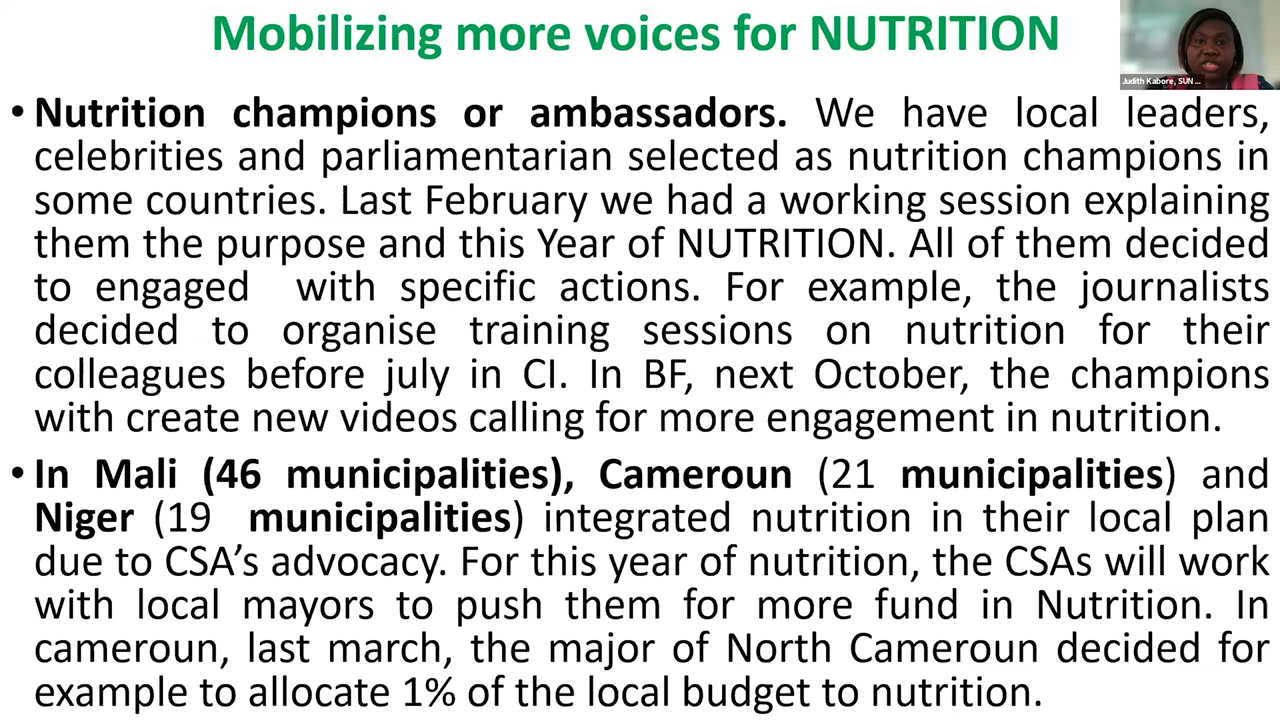 Mobilizing more voices for NUTRITION
Judith Kabore, SUN ...
• Nutrition champions or ambassadors. We have local leaders,
celebrities and parliamentarian selected as nutrition champions in
some countries. Last February we had a working session explaining
them the purpose and this Year of NUTRITION. All of them decided
to engaged with specific actions. For example, the journalists
decided to organise training sessions on nutrition for their
colleagues before july in CI. In BF, next October, the champions
with create new videos calling for more engagement in nutrition.
• In Mali (46 municipalities), Cameroun (21 municipalities) and
Niger (19 municipalities) integrated nutrition in their local plan
due to CSA’s advocacy. For this year of nutrition, the CSAs will work
with local mayors to push them for more fund in Nutrition. In
cameroun, last march, the major of North Cameroun decided for
example to allocate 1% of the local budget to nutrition.